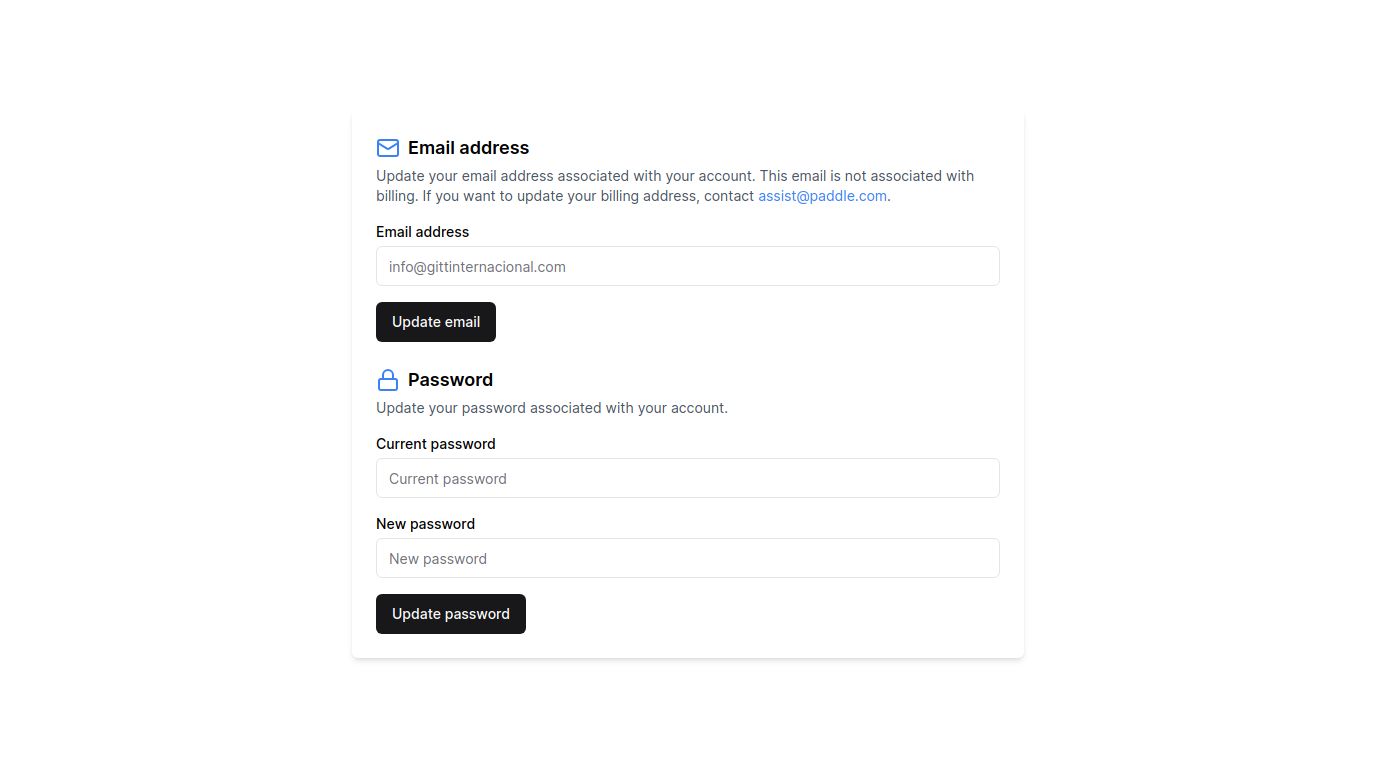 Email address
Update your email address associated with your account. This email is not associated with
billing. If you want to update your billing address, contact assist@paddle.com.
Email address
info@gittinternacional.com
Update email
Password
Update your password associated with your account.
Current password
Current password
New password
New password
Update password